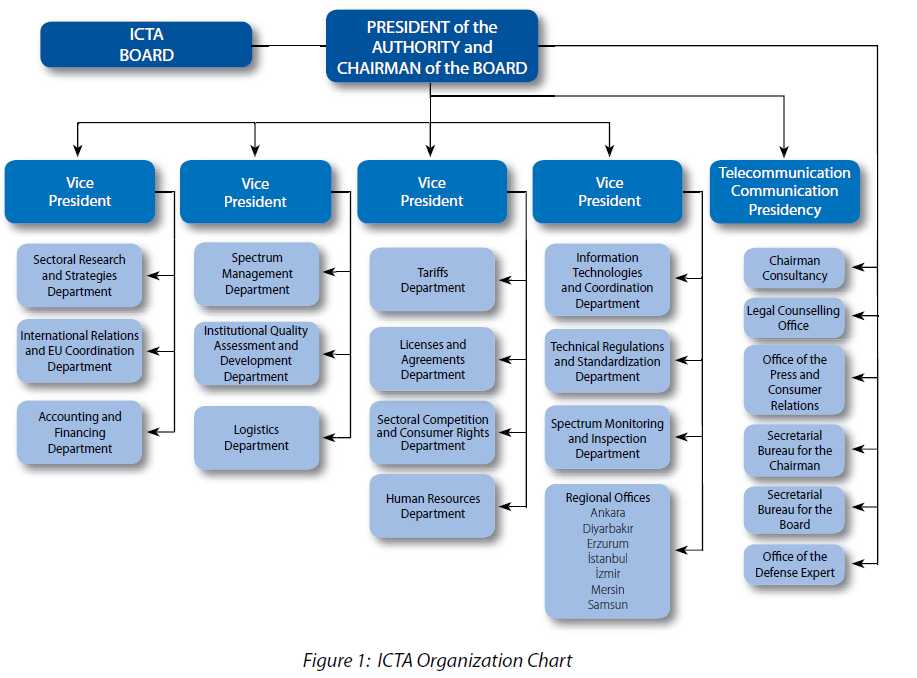 ICTA
BOARD
PRESIDENT of the
AUTHORITY and
CHAIRMAN of the BOARD
Vice
President
Vice
President
Vice
President
Vice
President
Telecommunication
Communication
Presidency
Sectoral Research
and Strategies
Department
International Relations
and EU Coordination
Department
Accounting and
Financing
Department
Spectrum
Management
Department
Institutional Quality
Assessment and
Development
Department
Logistics
Department
Tariffs
Department
Licenses and
Agreements
Department
Sectoral Competition
and Consumer Rights
Department
Human Resources
Department
Information
Technologies
and Coordination
Department
Technical Regulations
and Standardization
Department
Spectrum Monitoring
and Inspection
Department
Regional Offices
Ankara
Diyarbakır
Erzurum
İstanbul
İzmir
Mersin
Samsun
Chairman
Consultancy
Legal Counselling
Office
Office of the
Press and
Consumer
Relations
Secretarial
Bureau for the
Chairman
Secretarial
Bureau for the
Board
Office of the
Defense Expert
Figure 1: ICTA Organization Chart